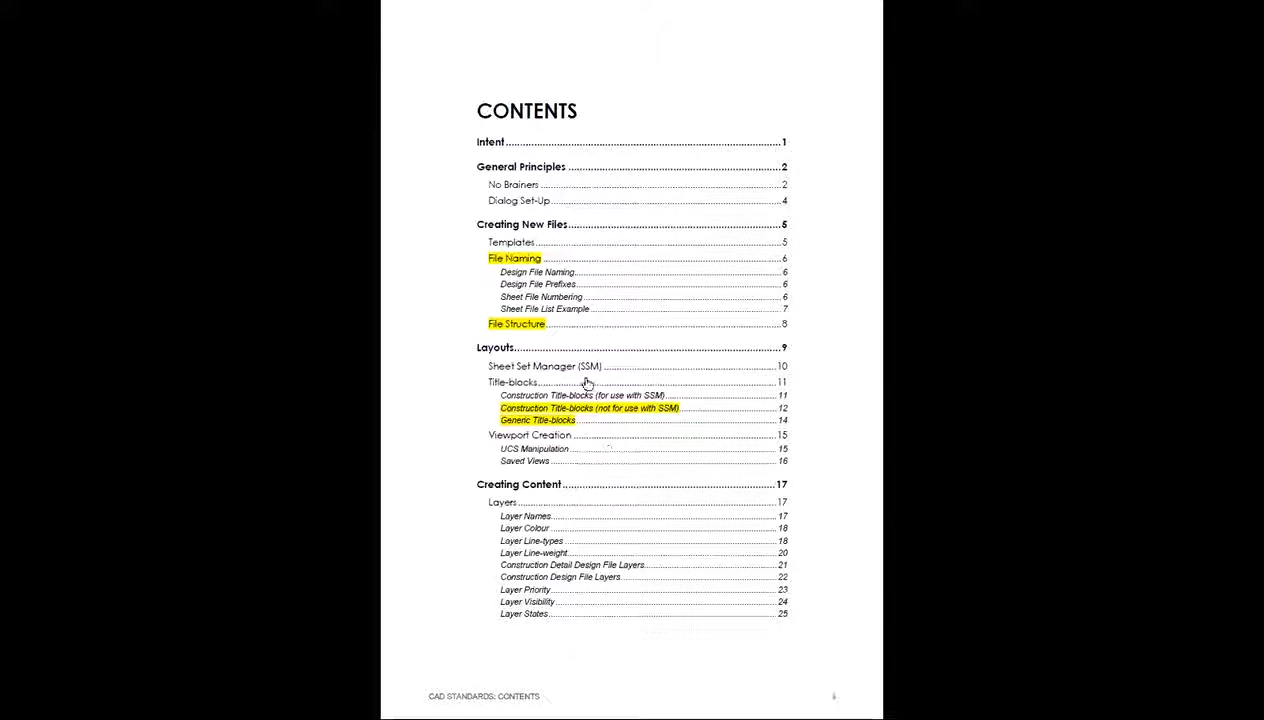 CONTENTS
Intent 1
General Principles 2
No Brainers 2
Dialog Set-Up 4
Creating New Files 5
Templates 5
File Naming 6
Design File Naming 6
Design File Prefixes 6
Sheet File Numbering 6
Sheet File List Example 7
File Structure 8
Layouts 9
Sheet Set Manager (SSM) 10
Title-blocks 11
Construction Title-blocks (for use with SSM) 11
Construction Title-blocks (not for use with SSM) 12
Generic Title-blocks 14
Viewport Creation 15
UCS Manipulation 15
Saved Views 16
Creating Content 17
Layers 17
Layer Names 17
Layer Colour 18
Layer Line-types 18
Layer Line-weight 20
Construction Detail Design File Layers 21
Construction Design File Layers 22
Layer Priority 23
Layer Visibility 24
Layer States 25
CAD STANDARDS: CONTENTS